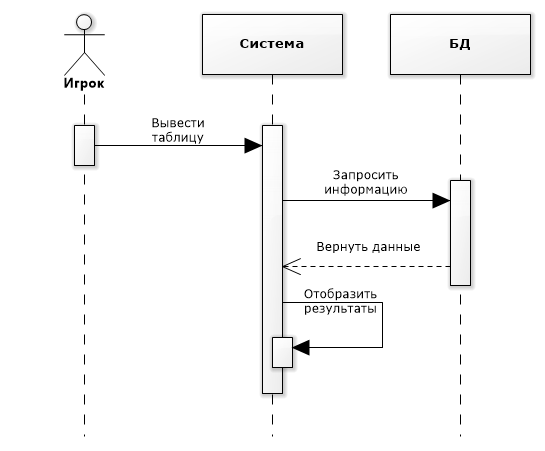 Игрок
Система
БД
Вывести
таблицу
Запросить
информацию
Вернуть данные
Отобразить
результаты